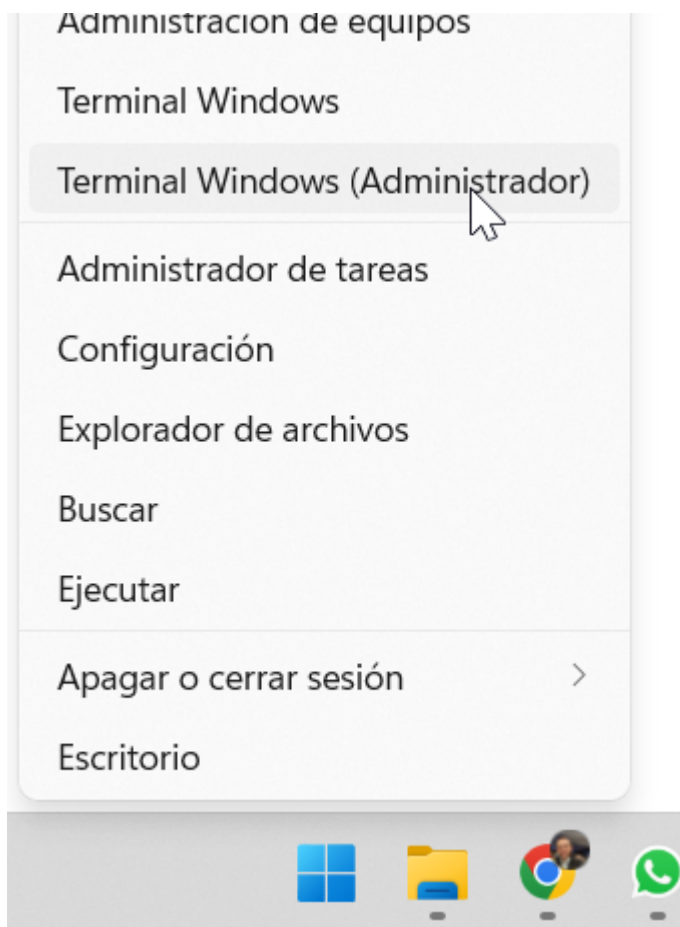 Administración de equipos
Terminal Windows
Terminal Windows (Administrador)
Administrador de tareas
Configuración
Explorador de archivos
Buscar
Ejecutar
Apagar o cerrar sesión
Escritorio